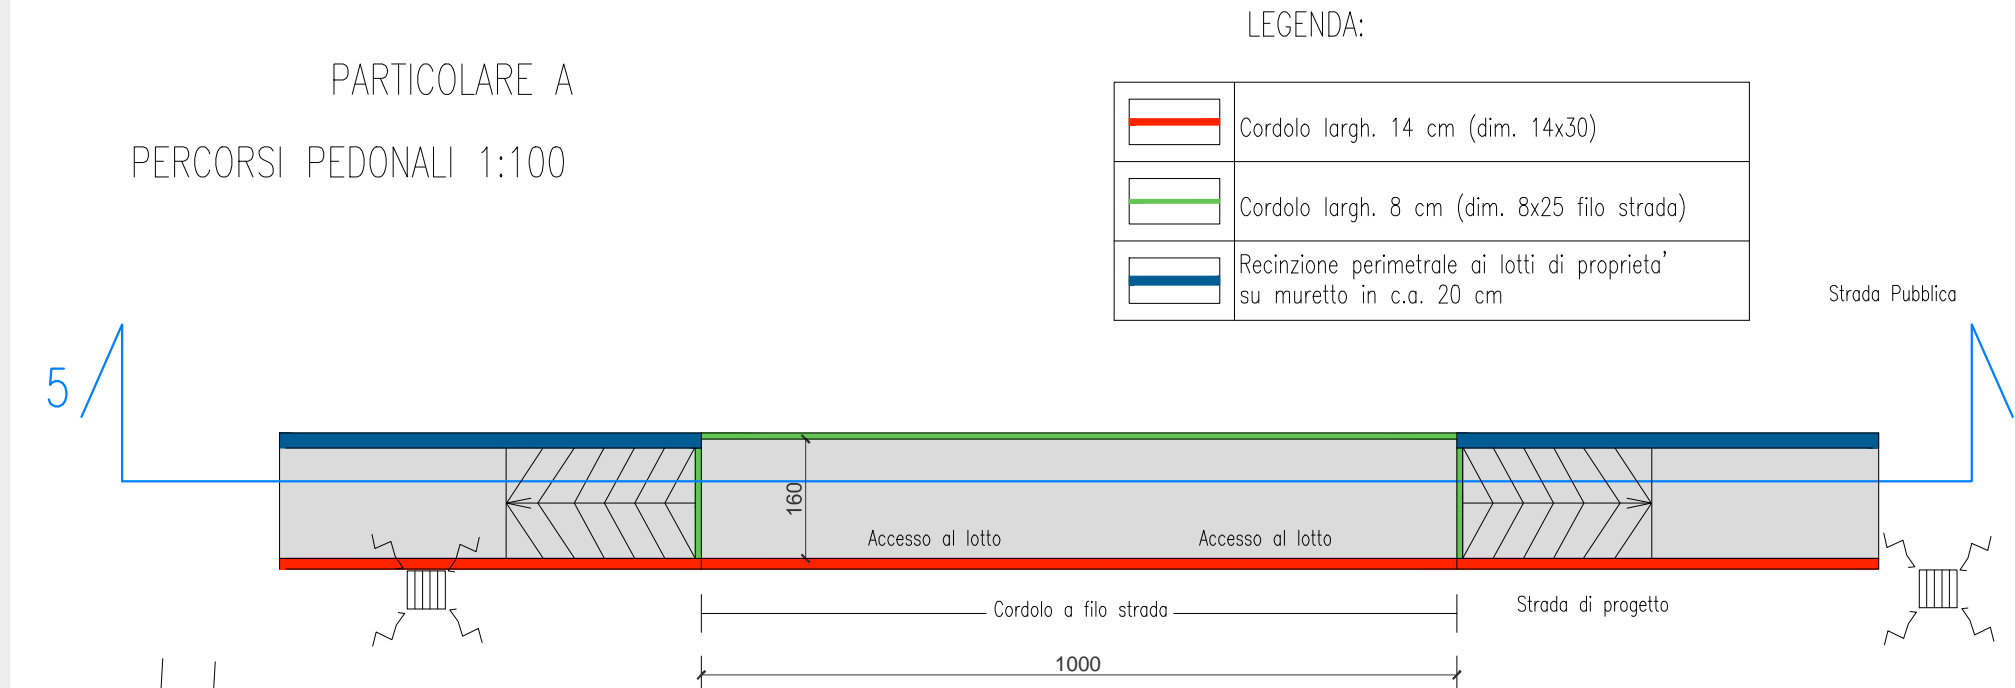 LEGENDA:
PARTICOLARE A
PERCORSI PEDONALI 1:100
Cordolo largh. 14 cm (dim. 14x30)
Cordolo largh. 8 cm (dim. 8x25 filo strada)
Recinzione perimetrale ai lotti di proprieta'
su muretto in c.a. 20 cm
Strada Pubblica
5
160
Accesso al lotto
Accesso al lotto
Cordolo a filo strada
Strada di progetto
1000